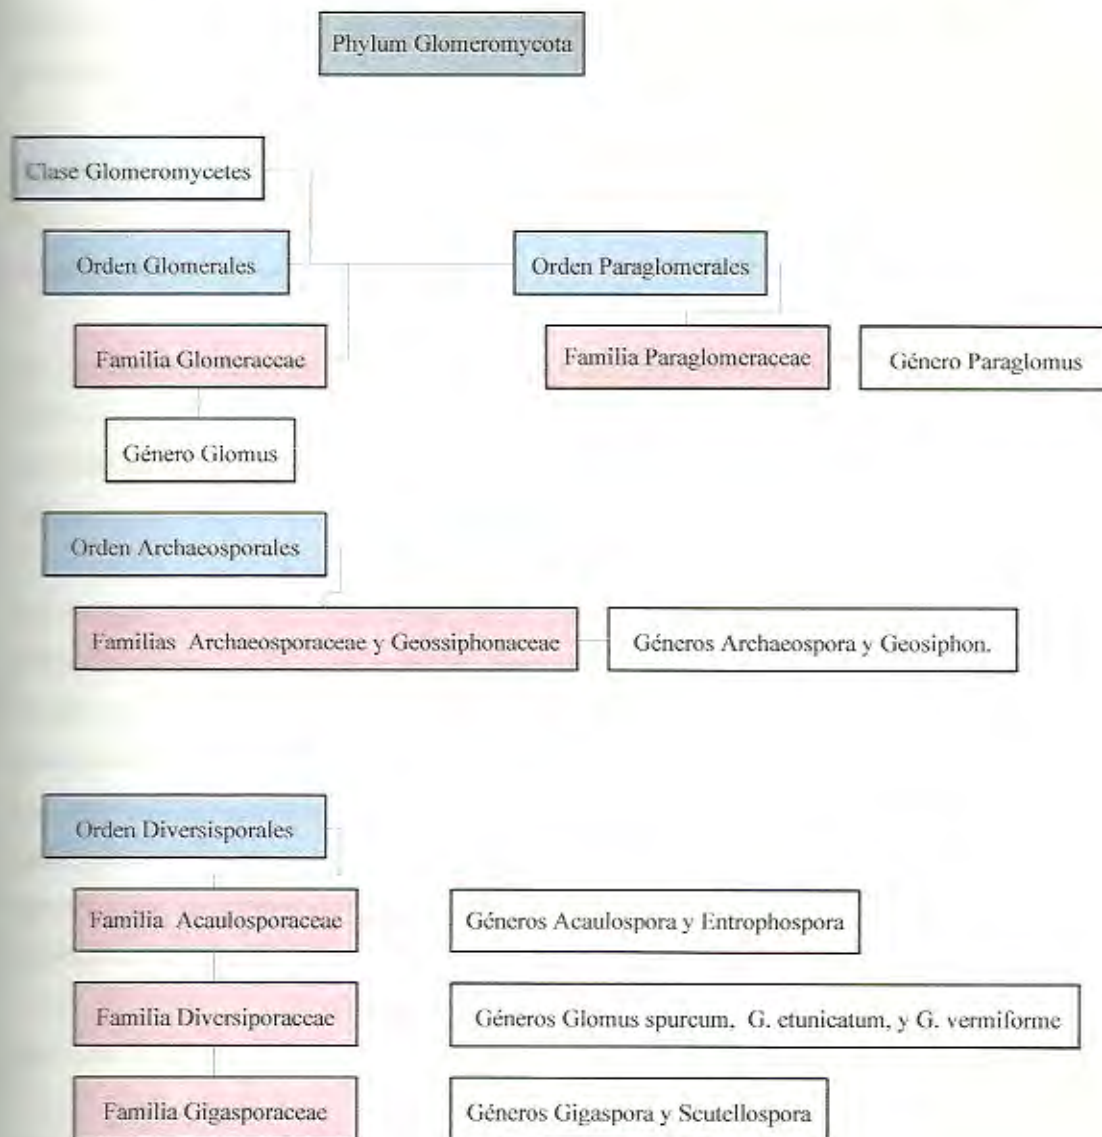 Phylum Glomeromycota
Clase Glomeromycetes
Orden Glomerales
Orden Paraglomerales
Familia Glomeraceae
Familia Paraglomeraceae
Género Paraglomus
Género Glomus
Orden Archaeosporales
Familias Archaeosporaceae y Geossiphonaceae
Géneros Archaeospora y Geosiphon.
Orden Diversisporales
Familia Acaulosporaceae
Géneros Acaulospora y Entrophospora
Familia Diversiporaceae
Géneros Glomus spurcum, G. etunicatum, y G. vermiforme
Familia Gigasporaceae
Géneros Gigaspora y Scutellospora